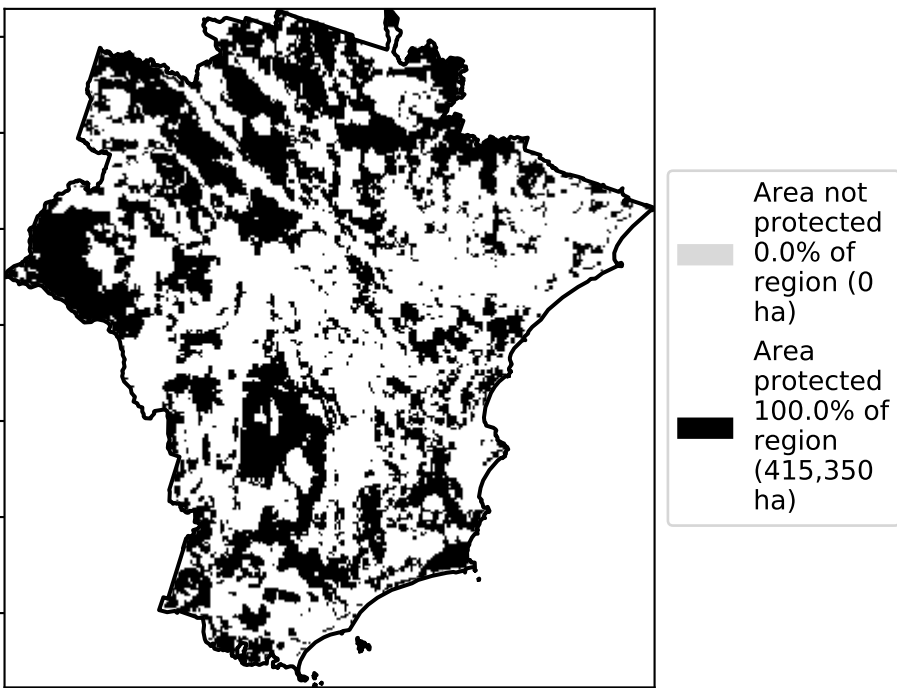 Area not
protected
0.0% of
region (0
ha)
Area
protected
100.0% of
region
(415,350
ha)